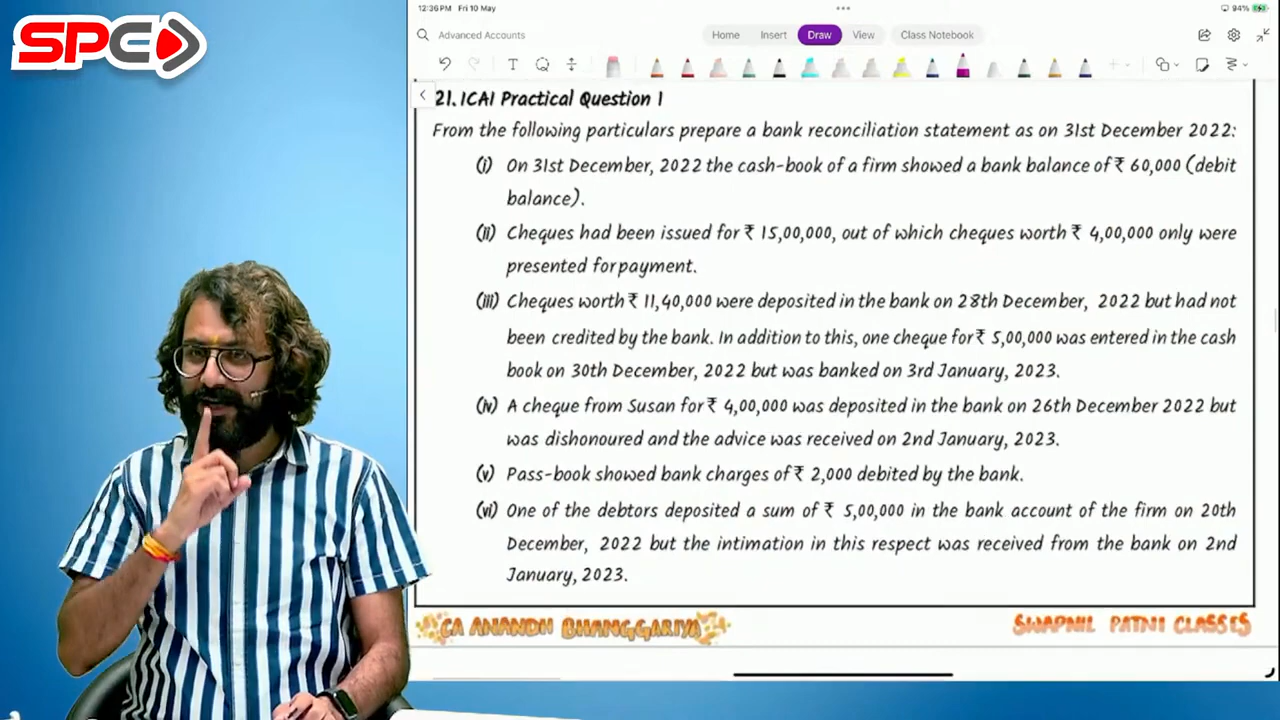 SPC
12:36 PM Fri 10 May
94%
Advanced Accounts
Home Insert Draw View Class Notebook
21. ICAI Practical Question 1
From the following particulars prepare a bank reconciliation statement as on 31st December 2022:
(i) On 31st December, 2022 the cash-book of a firm showed a bank balance of ₹ 60,000 (debit
balance).
(ii) Cheques had been issued for ₹ 15,00,000, out of which cheques worth ₹ 4,00,000 only were
presented for payment.
(iii) Cheques worth ₹ 11,40,000 were deposited in the bank on 28th December, 2022 but had not
been credited by the bank. In addition to this, one cheque for ₹ 5,00,000 was entered in the cash
book on 30th December, 2022 but was banked on 3rd January, 2023.
(iv) A cheque from Susan for ₹ 4,00,000 was deposited in the bank on 26th December 2022 but
was dishonoured and the advice was received on 2nd January, 2023.
(v) Pass-book showed bank charges of ₹ 2,000 debited by the bank.
(vi) One of the debtors deposited a sum of ₹ 5,00,000 in the bank account of the firm on 20th
December, 2022 but the intimation in this respect was received from the bank on 2nd
January, 2023.
CA ANANDH BHANGGARIYA
SWAPNIL PATNI CLASSES